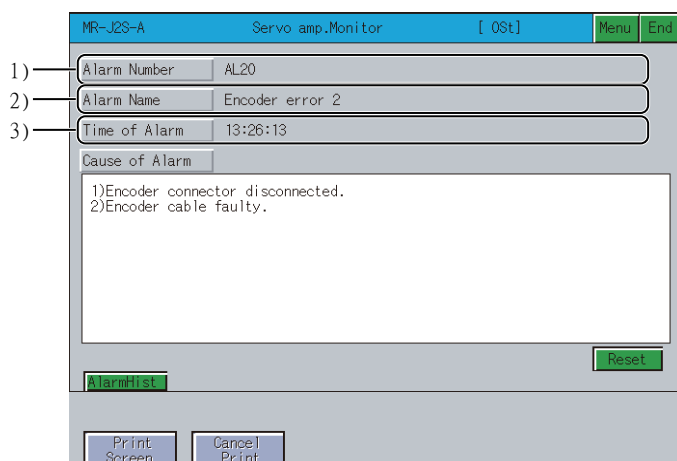 MR-J2S-A Servo amp.Monitor [ 0St] Menu End
1) Alarm Number AL20
2) Alarm Name Encoder error 2
3) Time of Alarm 13:26:13
Cause of Alarm
1)Encoder connector disconnected.
2)Encoder cable faulty.
Reset
AlarmHist
Print Screen
Cancel Print